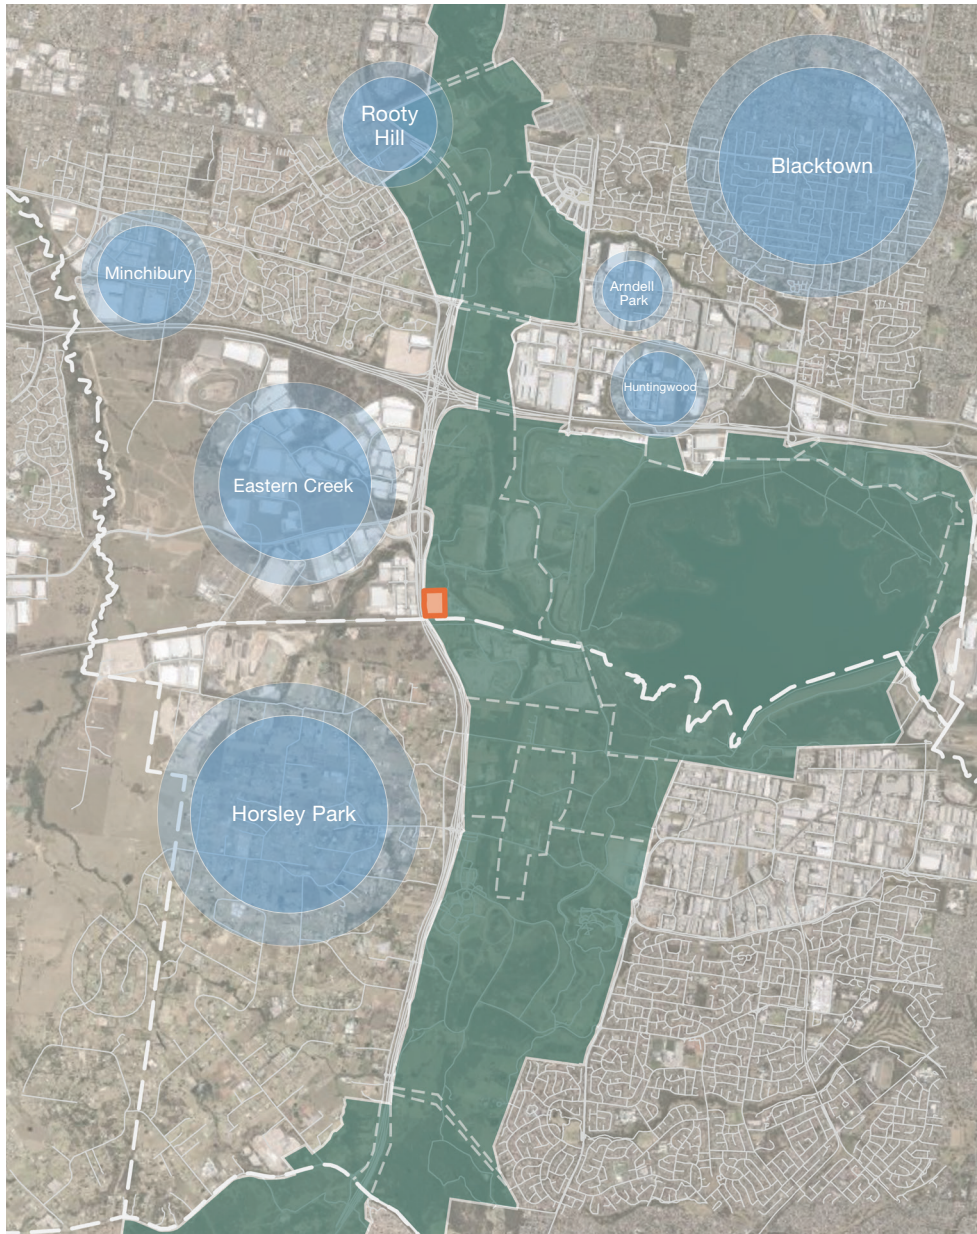 Rooty
Hill
Blacktown
Minchibury
Arndell
Park
Huntingwood
Eastern Creek
Horsley Park